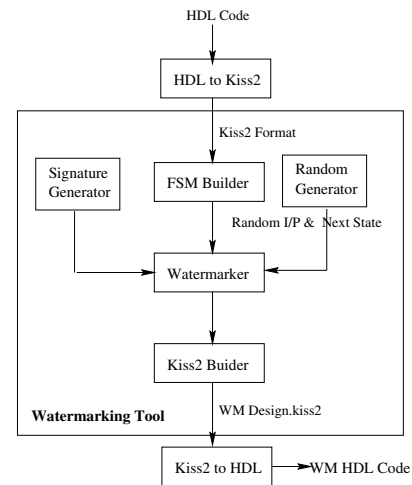 HDL Code
HDL to Kiss2
Kiss2 Format
Signature
Generator
FSM Builder
Random
Generator
Random I/P & Next State
Watermarker
Kiss2 Buider
Watermarking Tool
WM Design.kiss2
Kiss2 to HDL
WM HDL Code